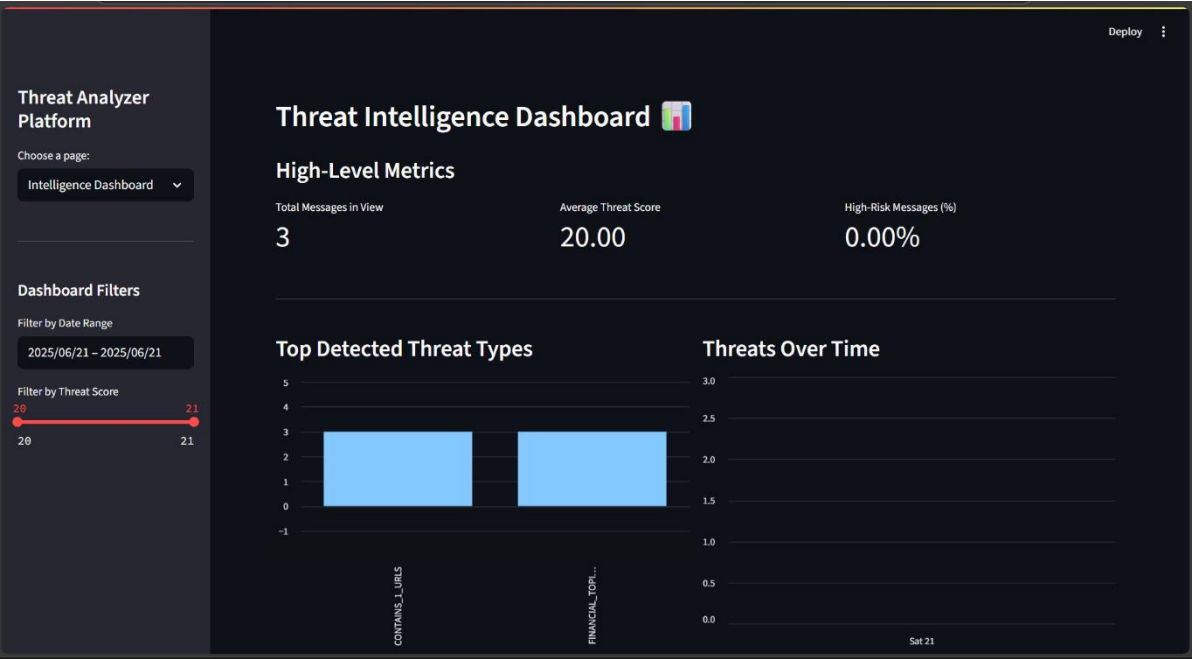 Deploy
Threat Analyzer
Platform
Choose a page:
Intelligence Dashboard
Dashboard Filters
Filter by Date Range
2025/06/21 – 2025/06/21
Filter by Threat Score
20 21
20 21
Threat Intelligence Dashboard 📊
High-Level Metrics
Total Messages in View
3
Average Threat Score
20.00
High-Risk Messages (%)
0.00%
Top Detected Threat Types
5
4
3
2
1
0
−1
CONTAINS_1_URLS
FINANCIAL_TOPI...
Threats Over Time
3.0
2.5
2.0
1.5
1.0
0.5
0.0
Sat 21